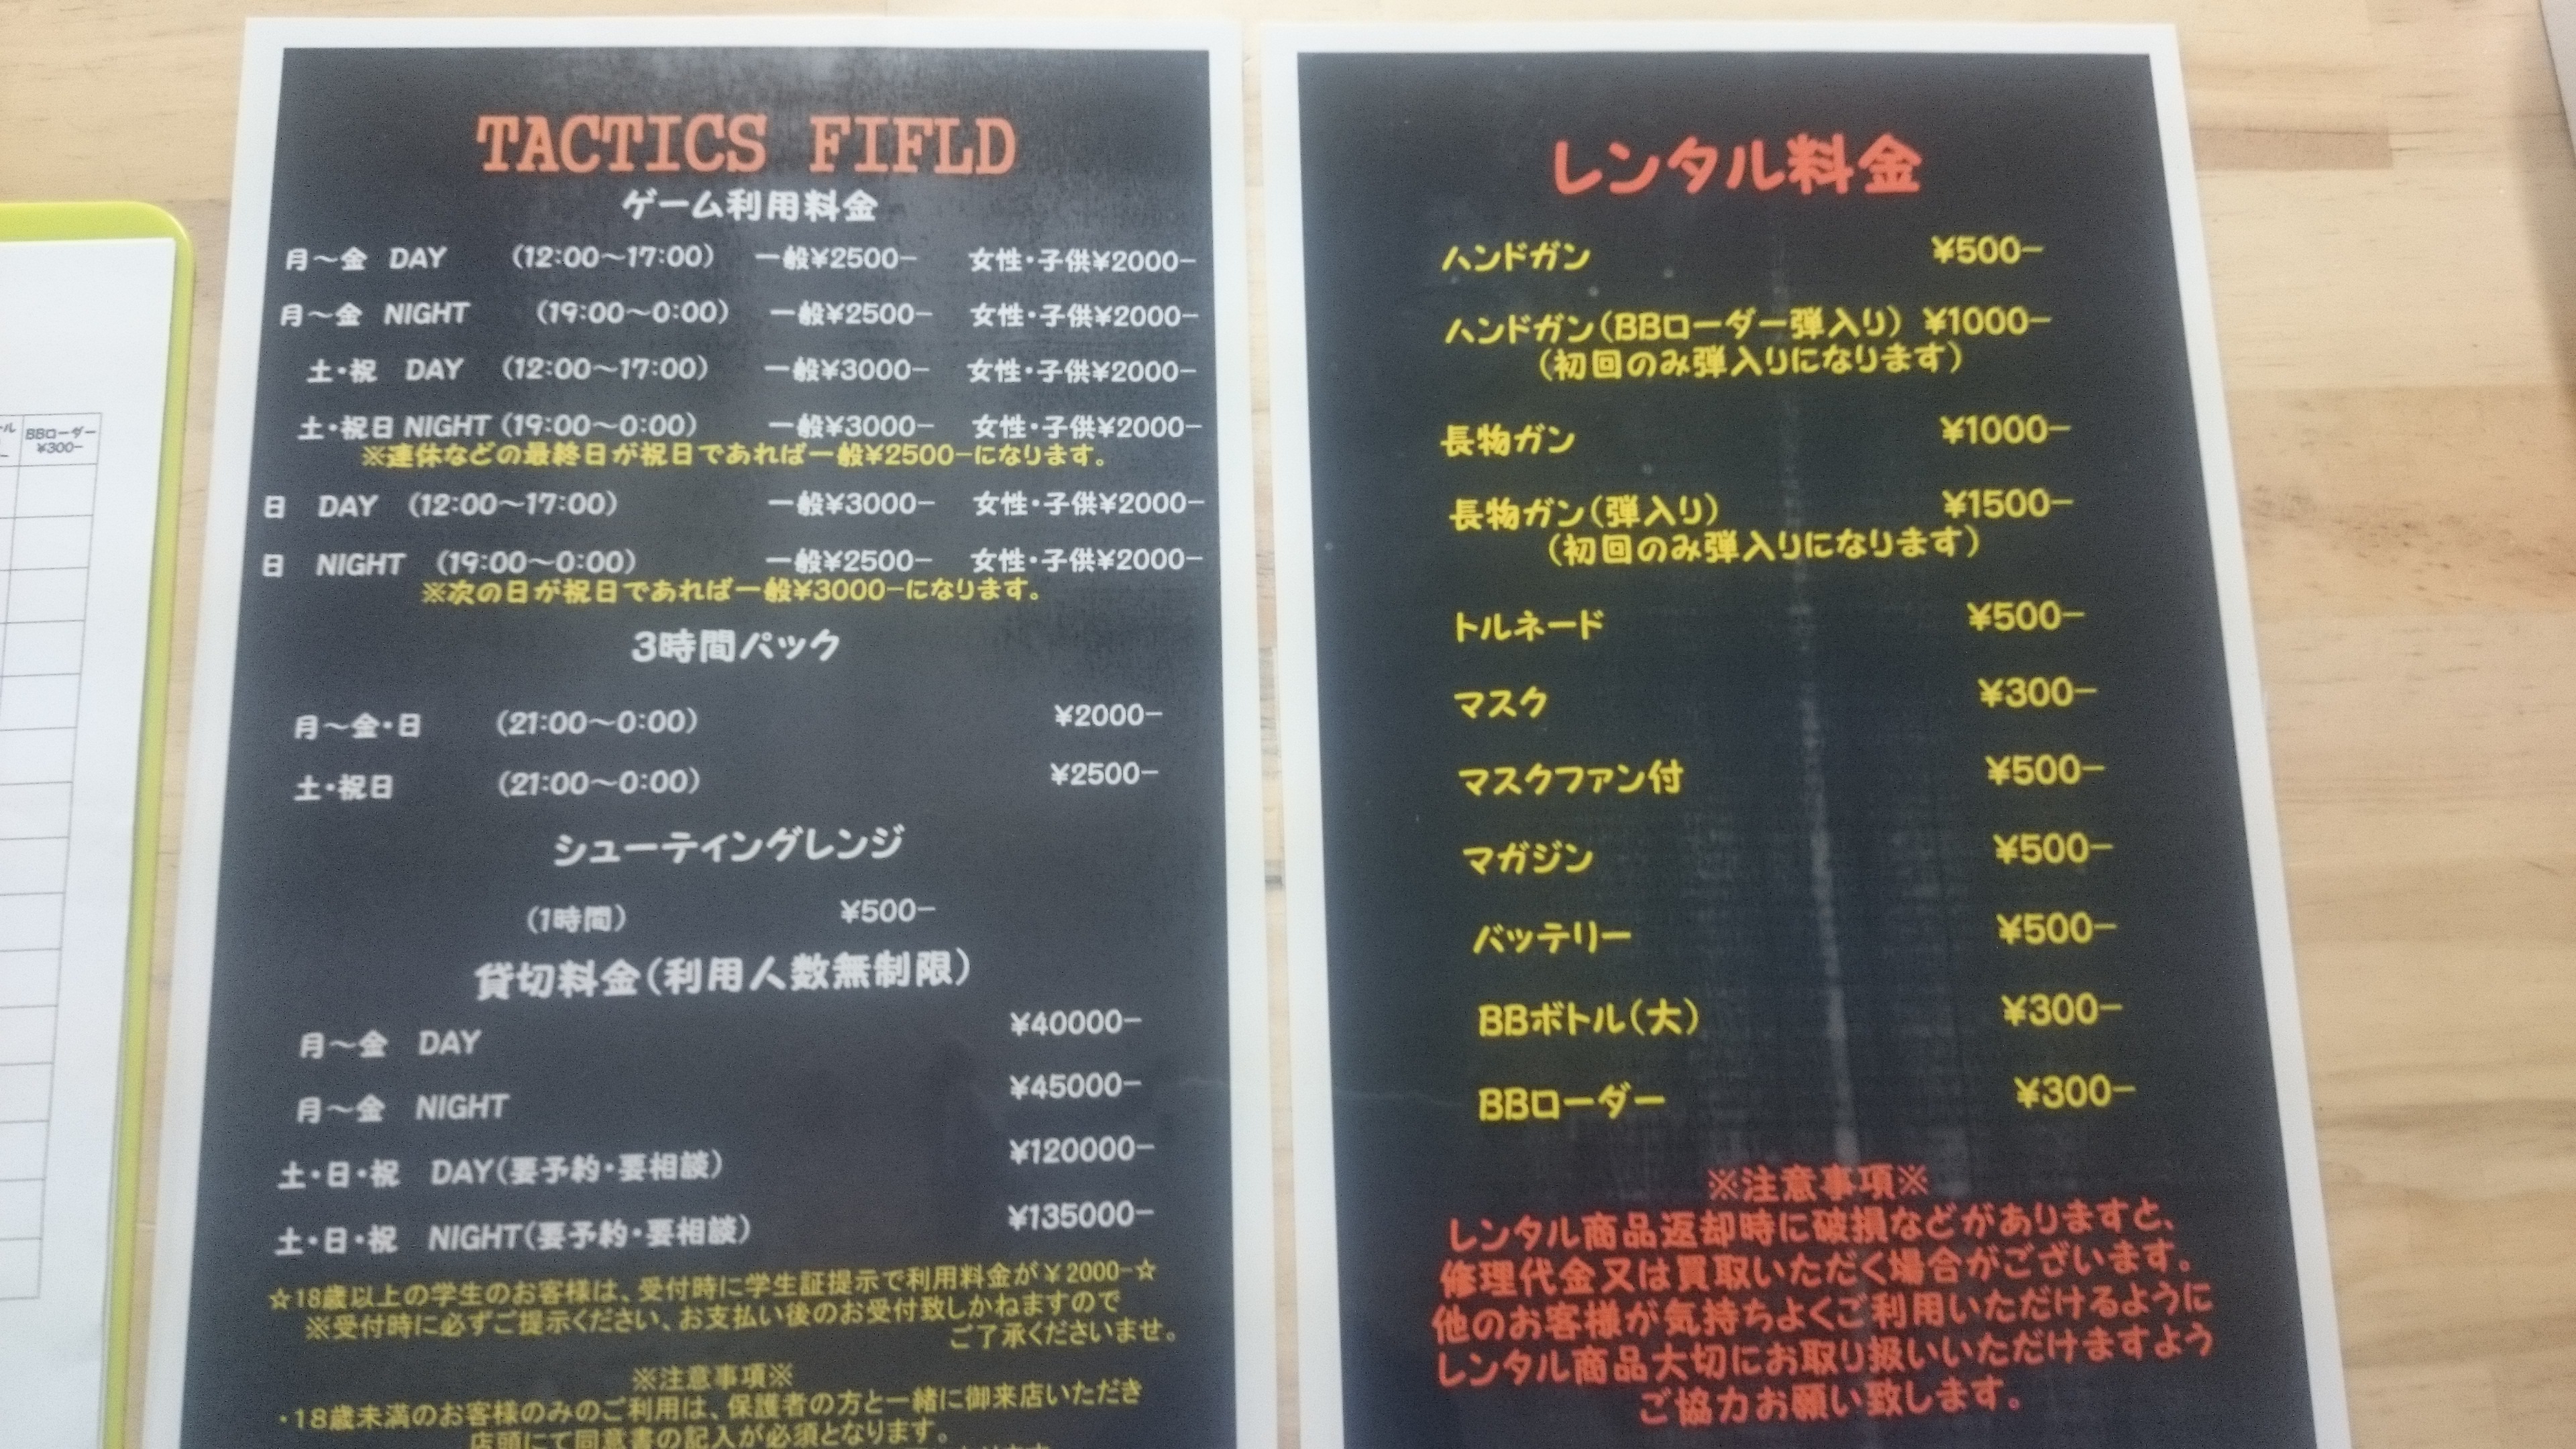 ール
BBローダー
¥300-
TACTICS FIFLD
ゲーム利用料金
月～金 DAY (12:00～17:00) 一般¥2500- 女性・子供¥2000-
月～金 NIGHT (19:00～0:00) 一般¥2500- 女性・子供¥2000-
土・祝 DAY (12:00～17:00) 一般¥3000- 女性・子供¥2000-
土・祝日 NIGHT (19:00～0:00) 一般¥3000- 女性・子供¥2000-
※連休などの最終日が祝日であれば一般¥2500-になります。
日 DAY (12:00～17:00) 一般¥3000- 女性・子供¥2000-
日 NIGHT (19:00～0:00) 一般¥2500- 女性・子供¥2000-
※次の日が祝日であれば一般¥3000-になります。
3時間パック
月～金・日 (21:00～0:00) ¥2000-
土・祝日 (21:00～0:00) ¥2500-
シューティングレンジ
(1時間) ¥500-
貸切料金(利用人数無制限)
月～金 DAY ¥40000-
月～金 NIGHT ¥45000-
土・日・祝 DAY(要予約・要相談) ¥120000-
土・日・祝 NIGHT(要予約・要相談) ¥135000-
☆18歳以上の学生のお客様は、受付時に学生証提示で利用料金が¥2000-☆
※受付時に必ずご提示ください、お支払い後のお受付致しかねますので
ご了承くださいませ。
※注意事項※
・18歳未満のお客様のみのご利用は、保護者の方と一緒に御来店いただき
店頭にて同意書の記入が必須となります。
レンタル料金
ハンドガン ¥500-
ハンドガン(BBローダー弾入り) ¥1000-
(初回のみ弾入りになります)
長物ガン ¥1000-
長物ガン(弾入り) ¥1500-
(初回のみ弾入りになります)
トルネード ¥500-
マスク ¥300-
マスクファン付 ¥500-
マガジン ¥500-
バッテリー ¥500-
BBボトル(大) ¥300-
BBローダー ¥300-
※注意事項※
レンタル商品返却時に破損などがありますと、
修理代金又は買取いただく場合がございます。
他のお客様が気持ちよくご利用いただけるように
レンタル商品大切にお取り扱いいただけますよう
ご協力お願い致します。